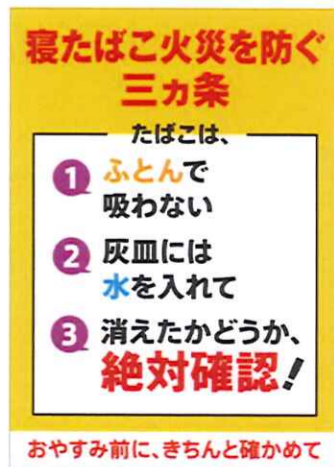 寝たばこ火災を防ぐ
三カ条
たばこは、
1 ふとんで
吸わない
2 灰皿には
水を入れて
3 消えたかどうか、
絶対確認！
おやすみ前に、きちんと確かめて